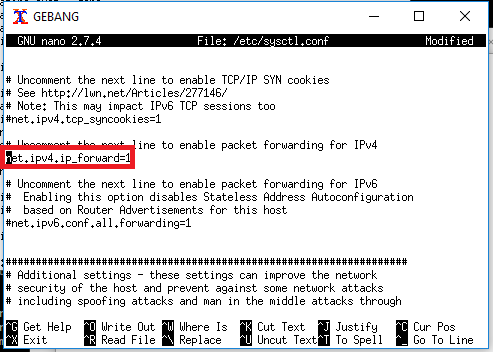 GEBANG
GNU nano 2.7.4 File: /etc/sysctl.conf Modified
# Uncomment the next line to enable TCP/IP SYN cookies
# See http://lwn.net/Articles/277146/
# Note: This may impact IPv6 TCP sessions too
#net.ipv4.tcp_syncookies=1
# Uncomment the next line to enable packet forwarding for IPv4
net.ipv4.ip_forward=1
# Uncomment the next line to enable packet forwarding for IPv6
#  Enabling this option disables Stateless Address Autoconfiguration
#  based on Router Advertisements for this host
#net.ipv6.conf.all.forwarding=1
###################################################################
# Additional settings - these settings can improve the network
# security of the host and prevent against some network attacks
# including spoofing attacks and man in the middle attacks through
^G Get Help ^O Write Out ^W Where Is ^K Cut Text ^J Justify ^C Cur Pos
^X Exit ^R Read File ^\ Replace ^U Uncut Text ^T To Spell ^_ Go To Line